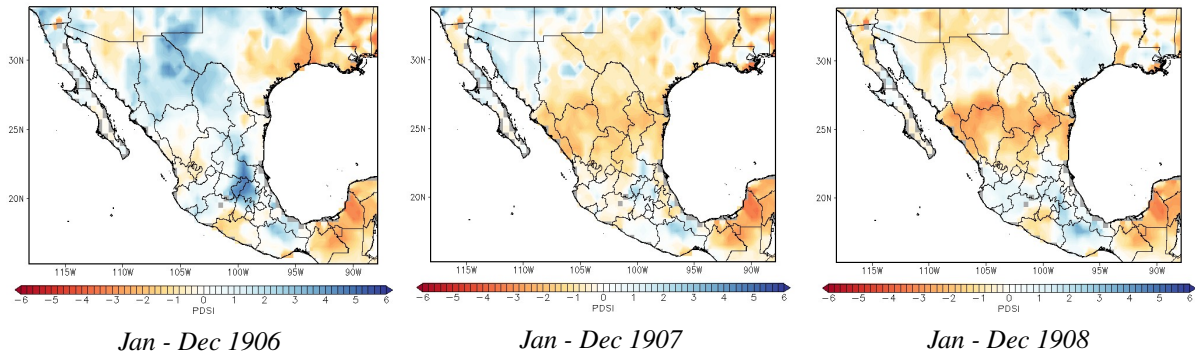 30N
25N
20N
115W 110W 105W 100W 95W 90W
-6 -5 -4 -3 -2 -1 0 1 2 3 4 5 6
PDSI
Jan - Dec 1906
30N
25N
20N
115W 110W 105W 100W 95W 90W
-6 -5 -4 -3 -2 -1 0 1 2 3 4 5 6
PDSI
Jan - Dec 1907
30N
25N
20N
115W 110W 105W 100W 95W 90W
-6 -5 -4 -3 -2 -1 0 1 2 3 4 5 6
PDSI
Jan - Dec 1908